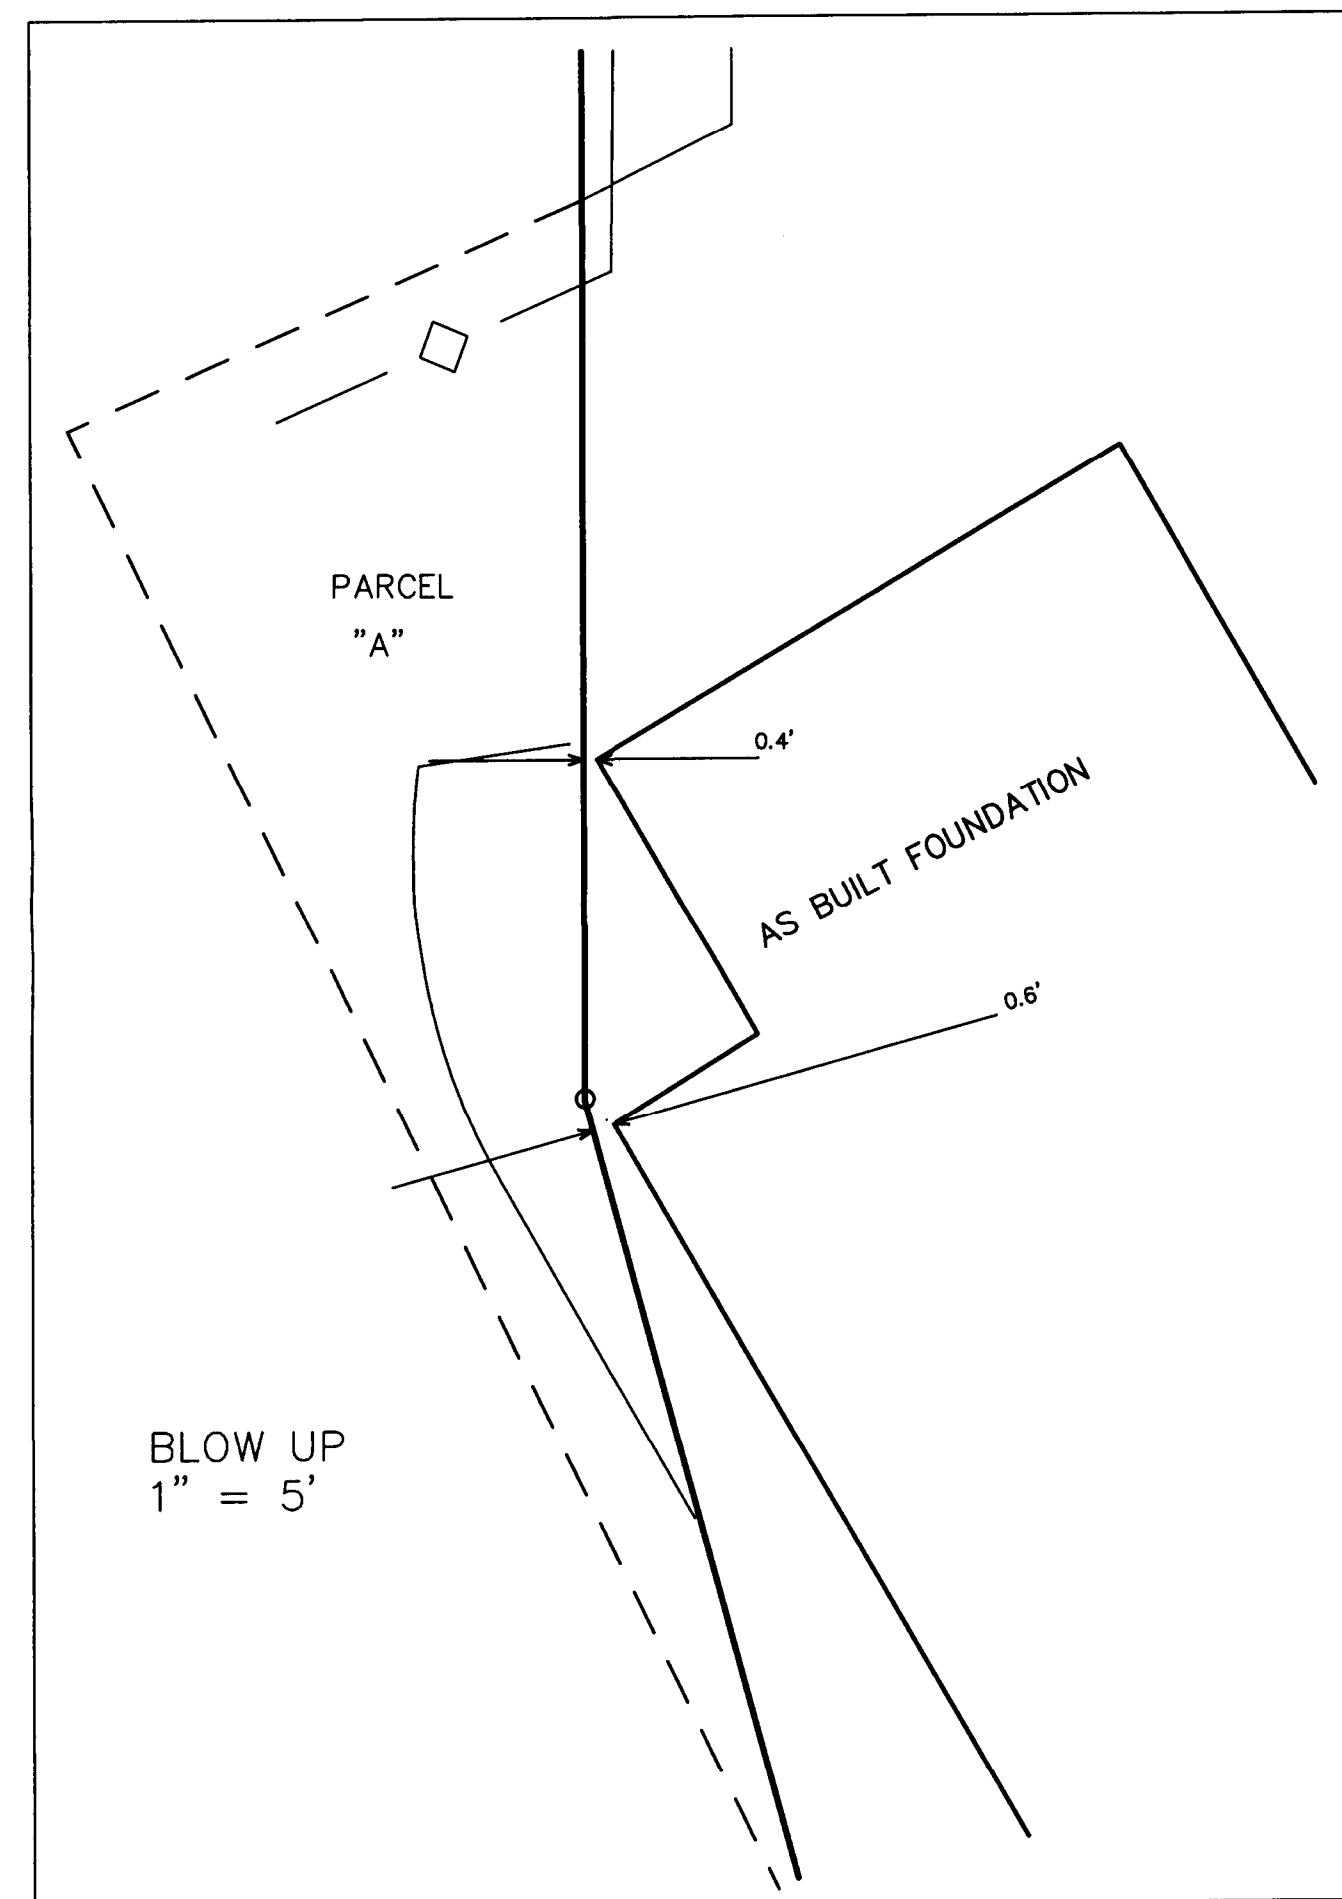 PARCEL
"A"
0.4'
AS BUILT FOUNDATION
0.6'
BLOW UP
1" = 5'